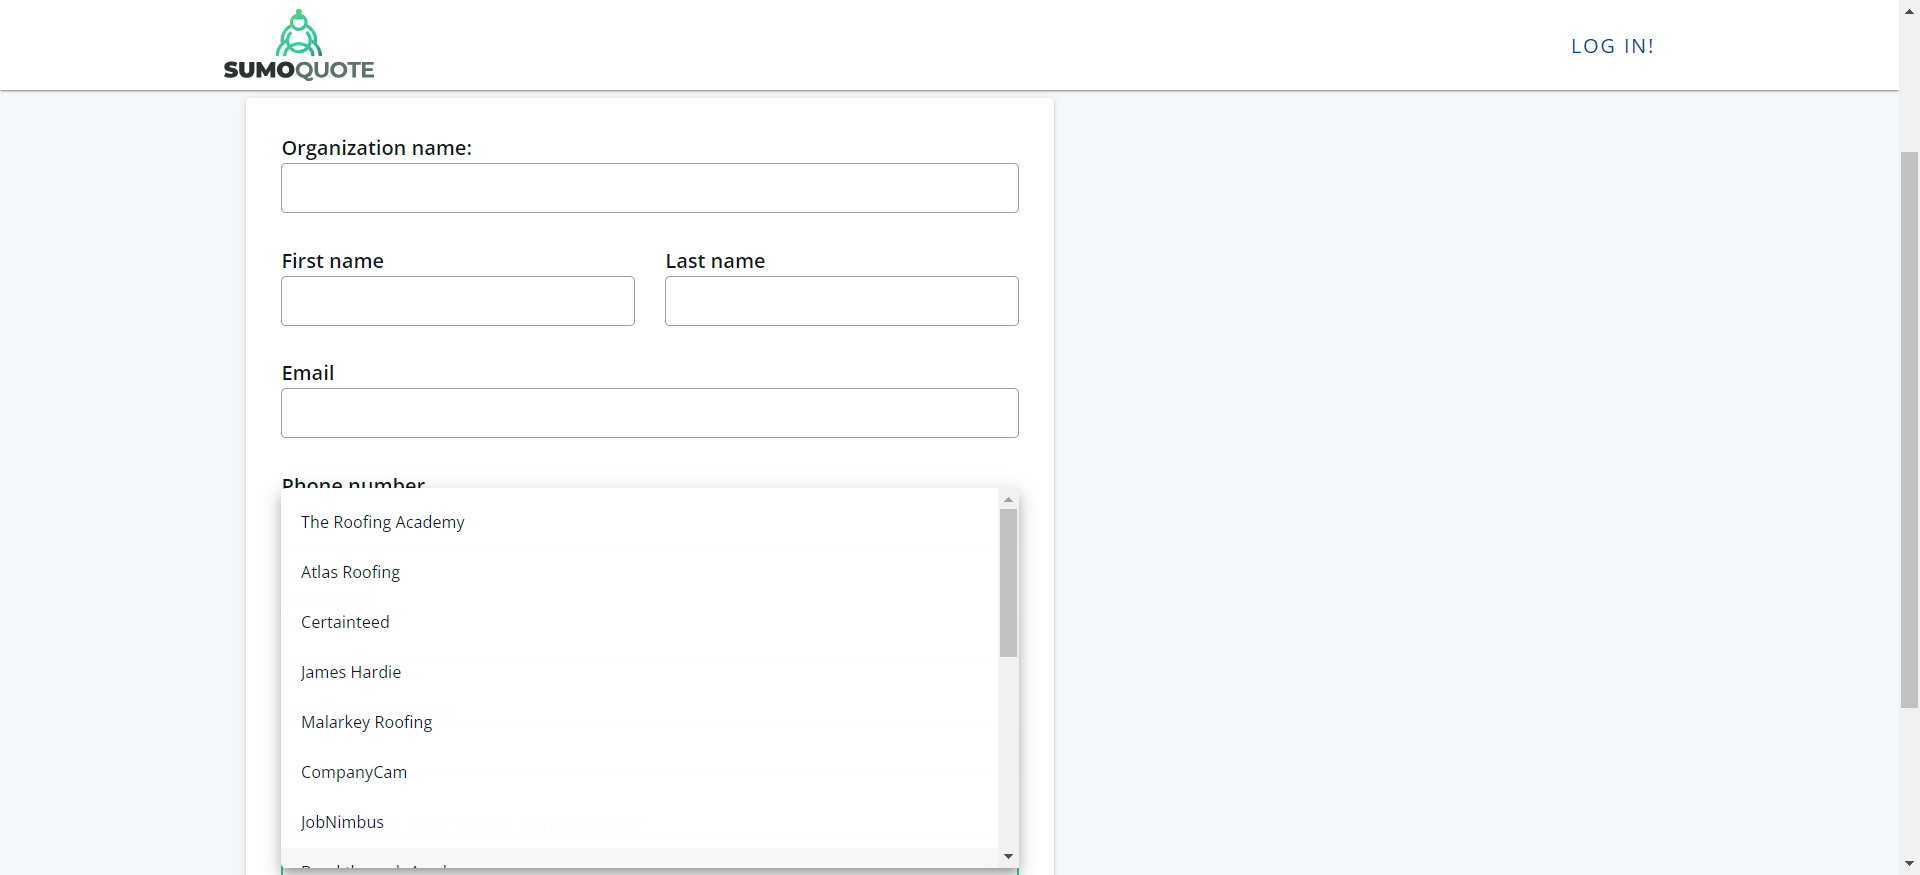 SUMOQUOTE
LOG IN!
Organization name:
First name
Last name
Email
Phone number
The Roofing Academy
Atlas Roofing
Certainteed
James Hardie
Malarkey Roofing
CompanyCam
JobNimbus